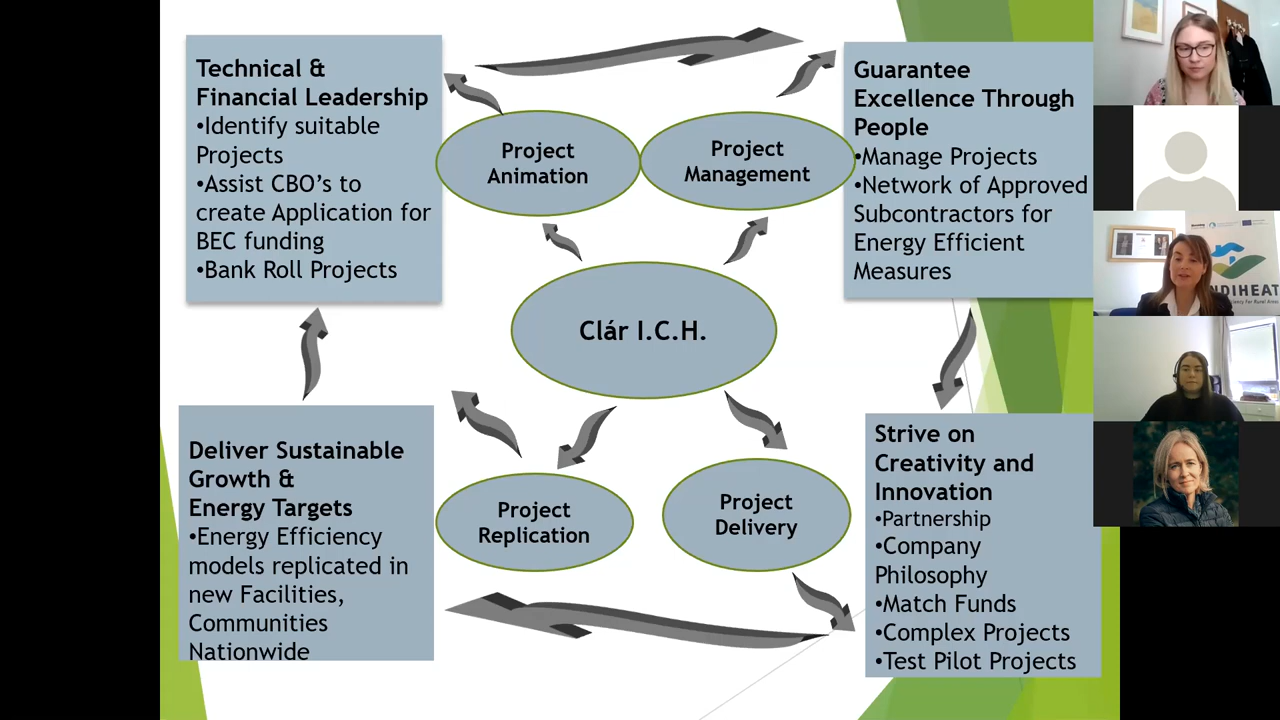 Technical &
Financial Leadership
•Identify suitable
Projects
•Assist CBO's to
create Application for
BEC funding
•Bank Roll Projects
Project
Animation
Project
Management
Guarantee
Excellence Through
People
•Manage Projects
•Network of Approved
Subcontractors for
Energy Efficient
Measures
Clár I.C.H.
Deliver Sustainable
Growth &
Energy Targets
•Energy Efficiency
models replicated in
new Facilities,
Communities
Nationwide
Project
Replication
Project
Delivery
Strive on
Creativity and
Innovation
•Partnership
•Company
Philosophy
•Match Funds
•Complex Projects
•Test Pilot Projects
NDIHEAT